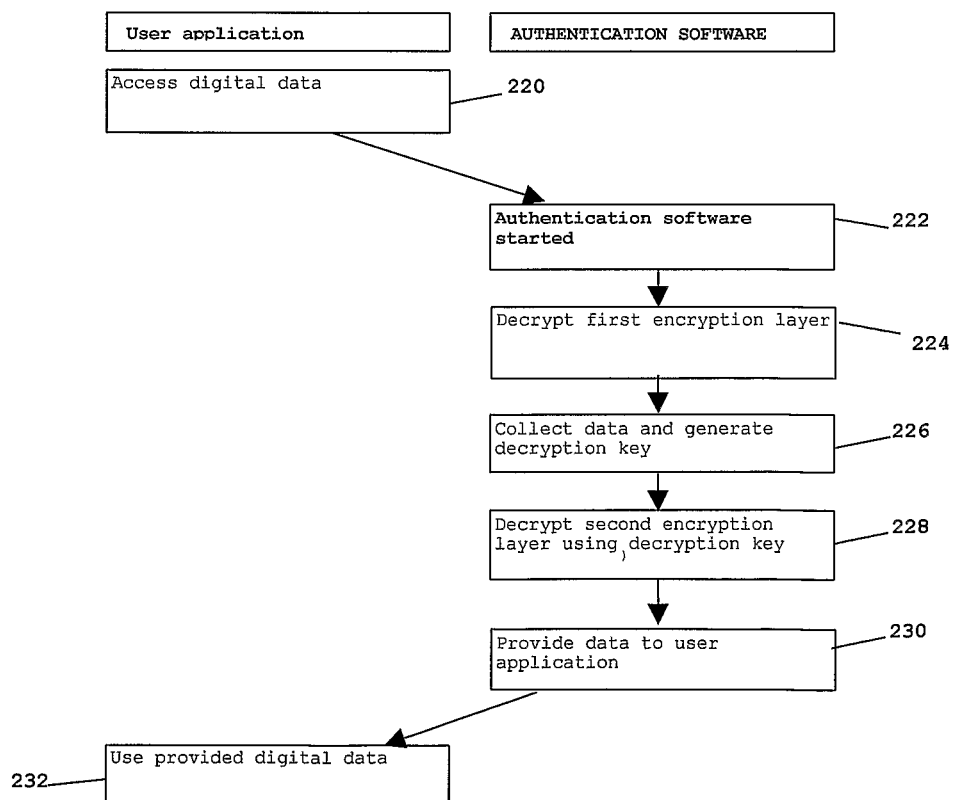 User application
AUTHENTICATION SOFTWARE
Access digital data
220
Authentication software
started
222
Decrypt first encryption layer
224
Collect data and generate
decryption key
226
Decrypt second encryption
layer using decryption key
228
Provide data to user
application
230
Use provided digital data
232